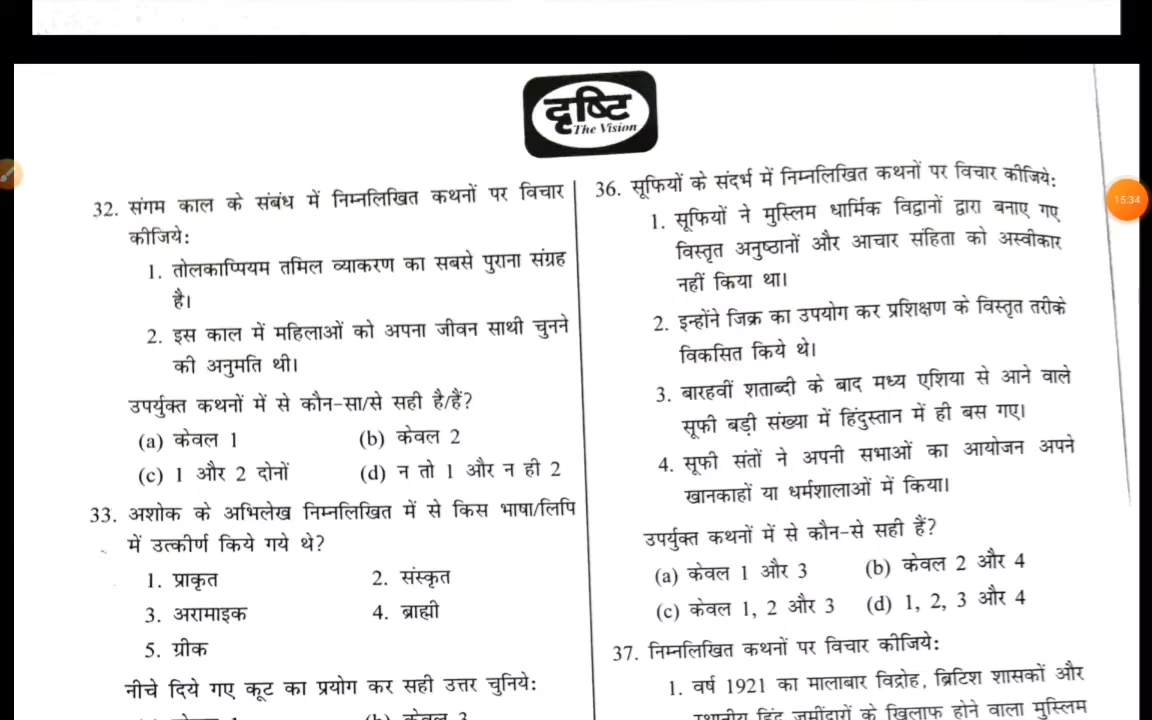 दृष्टि
The Vision
32. संगम काल के संबंध में निम्नलिखित कथनों पर विचार
कीजिये:
1. तोलकाप्पियम तमिल व्याकरण का सबसे पुराना संग्रह
है।
2. इस काल में महिलाओं को अपना जीवन साथी चुनने
की अनुमति थी।
उपर्युक्त कथनों में से कौन-सा/से सही है/हैं?
(a) केवल 1 (b) केवल 2
(c) 1 और 2 दोनों (d) न तो 1 और न ही 2
33. अशोक के अभिलेख निम्नलिखित में से किस भाषा/लिपि
में उत्कीर्ण किये गये थे?
1. प्राकृत 2. संस्कृत
3. अरामाइक 4. ब्राह्मी
5. ग्रीक
नीचे दिये गए कूट का प्रयोग कर सही उत्तर चुनिये:
(b) केवल 3
36. सूफियों के संदर्भ में निम्नलिखित कथनों पर विचार कीजिये:
1. सूफियों ने मुस्लिम धार्मिक विद्वानों द्वारा बनाए गए
विस्तृत अनुष्ठानों और आचार संहिता को अस्वीकार
नहीं किया था।
2. इन्होंने जिक्र का उपयोग कर प्रशिक्षण के विस्तृत तरीके
विकसित किये थे।
3. बारहवीं शताब्दी के बाद मध्य एशिया से आने वाले
सूफी बड़ी संख्या में हिंदुस्तान में ही बस गए।
4. सूफी संतों ने अपनी सभाओं का आयोजन अपने
खानकाहों या धर्मशालाओं में किया।
उपर्युक्त कथनों में से कौन-से सही हैं?
(a) केवल 1 और 3 (b) केवल 2 और 4
(c) केवल 1, 2 और 3 (d) 1, 2, 3 और 4
37. निम्नलिखित कथनों पर विचार कीजिये:
1. वर्ष 1921 का मालाबार विद्रोह, ब्रिटिश शासकों और
स्थानीय हिंदू जमींदारों के खिलाफ होने वाला मुस्लिम
15:34